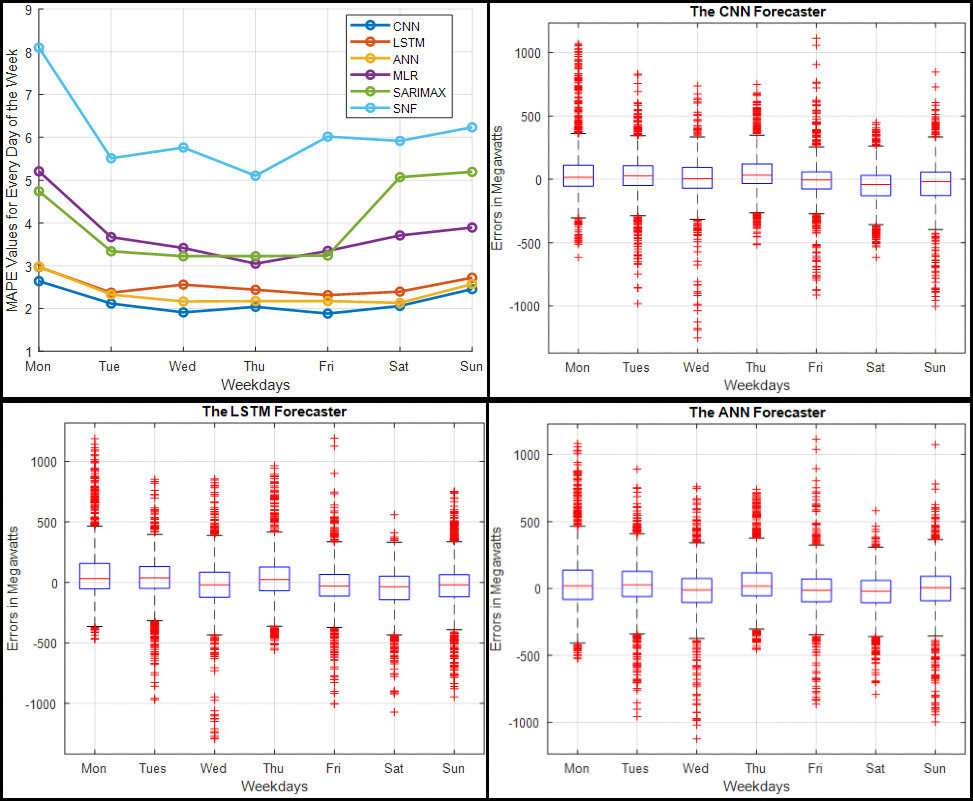 9
8
7
6
5
4
3
2
1
MAPE Values for Every Day of the Week
CNN
LSTM
ANN
MLR
SARIMAX
SNF
Mon Tue Wed Thu Fri Sat Sun
Weekdays
The CNN Forecaster
1000
500
0
-500
-1000
Errors in Megawatts
Mon Tues Wed Thu Fri Sat Sun
Weekdays
The LSTM Forecaster
1000
500
0
-500
-1000
Errors in Megawatts
Mon Tues Wed Thu Fri Sat Sun
Weekdays
The ANN Forecaster
1000
500
0
-500
-1000
Errors in Megawatts
Mon Tues Wed Thu Fri Sat Sun
Weekdays